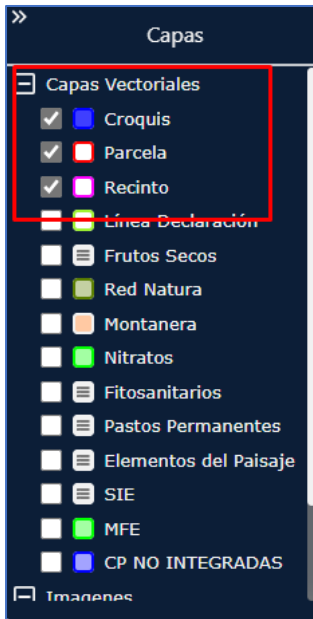 Capas
Capas Vectoriales
Croquis
Parcela
Recinto
Línea Declaración
Frutos Secos
Red Natura
Montanera
Nitratos
Fitosanitarios
Pastos Permanentes
Elementos del Paisaje
SIE
MFE
CP NO INTEGRADAS
Imagenes